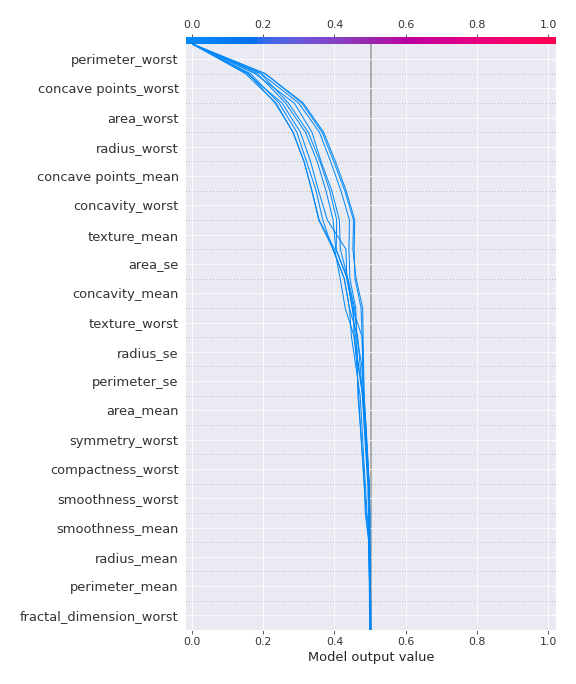 0.0 0.2 0.4 0.6 0.8 1.0
perimeter_worst
concave points_worst
area_worst
radius_worst
concave points_mean
concavity_worst
texture_mean
area_se
concavity_mean
texture_worst
radius_se
perimeter_se
area_mean
symmetry_worst
compactness_worst
smoothness_worst
smoothness_mean
radius_mean
perimeter_mean
fractal_dimension_worst
0.0 0.2 0.4 0.6 0.8 1.0
Model output value